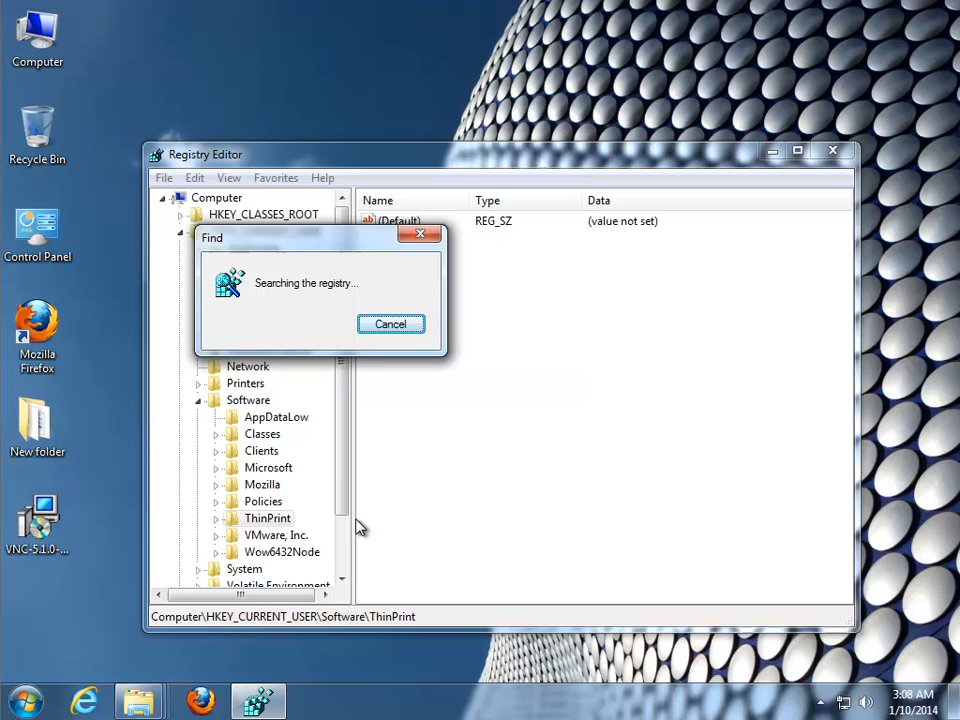 Computer
Recycle Bin
Control Panel
Mozilla
Firefox
New folder
VNC-5.1.0-...
Registry Editor
File Edit View Favorites Help
Computer
HKEY_CLASSES_ROOT
Name Type Data
(Default) REG_SZ (value not set)
Find
Searching the registry...
Cancel
Network
Printers
Software
AppDataLow
Classes
Clients
Microsoft
Mozilla
Policies
ThinPrint
VMware, Inc.
Wow6432Node
System
Volatile Environment
Computer\HKEY_CURRENT_USER\Software\ThinPrint
3:08 AM
1/10/2014